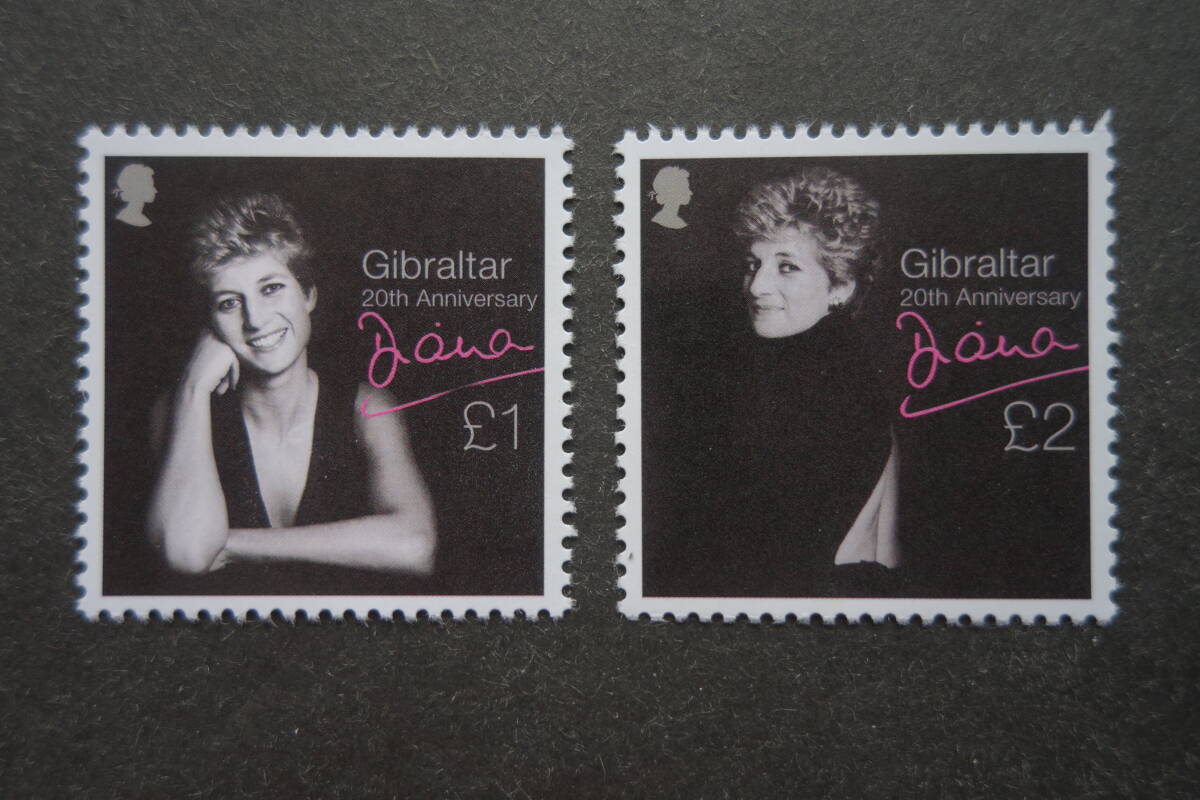 Gibraltar
20th Anniversary
Diana
£1
Gibraltar
20th Anniversary
Diana
£2